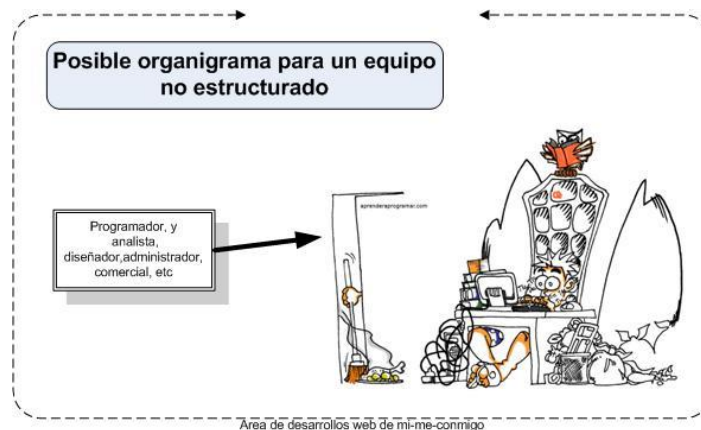 Posible organigrama para un equipo
no estructurado
aprenderaprogramar.com
Programador, y
analista,
diseñador,administrador,
comercial, etc
Area de desarrollos web de mi-me-conmigo